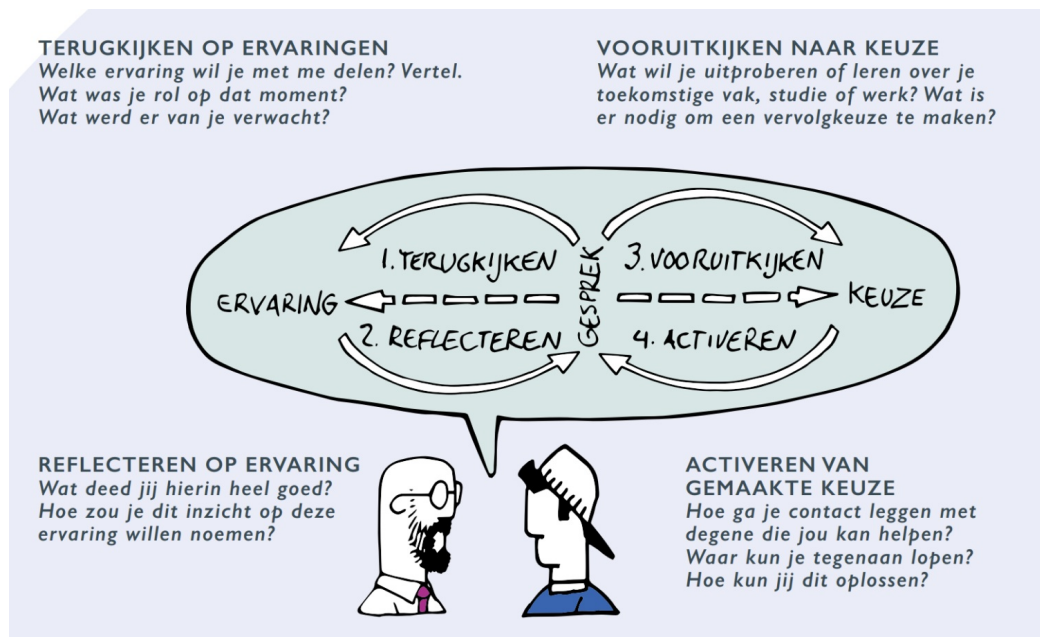 TERUGKIJKEN OP ERVARINGEN
Welke ervaring wil je met me delen? Vertel.
Wat was je rol op dat moment?
Wat werd er van je verwacht?
VOORUITKIJKEN NAAR KEUZE
Wat wil je uitproberen of leren over je
toekomstige vak, studie of werk? Wat is
er nodig om een vervolgkeuze te maken?
1. TERUGKIJKEN
3. VOORUITKIJKEN
ERVARING
GESPREK
KEUZE
2. REFLECTEREN
4. ACTIVEREN
REFLECTEREN OP ERVARING
Wat deed jij hierin heel goed?
Hoe zou je dit inzicht op deze
ervaring willen noemen?
ACTIVEREN VAN
GEMAAKTE KEUZE
Hoe ga je contact leggen met
degene die jou kan helpen?
Waar kun je tegenaan lopen?
Hoe kun jij dit oplossen?